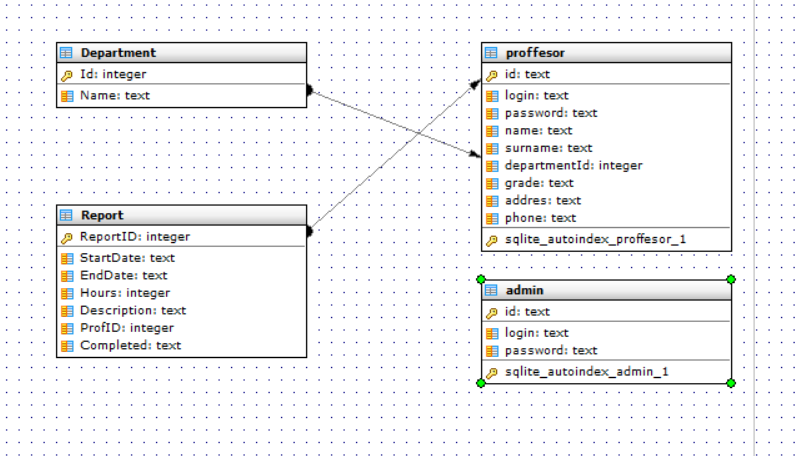 Department
Id: integer
Name: text
proffesor
id: text
login: text
password: text
name: text
surname: text
departmentId: integer
grade: text
addres: text
phone: text
sqlite_autoindex_proffesor_1
Report
ReportID: integer
StartDate: text
EndDate: text
Hours: integer
Description: text
ProfID: integer
Completed: text
admin
id: text
login: text
password: text
sqlite_autoindex_admin_1